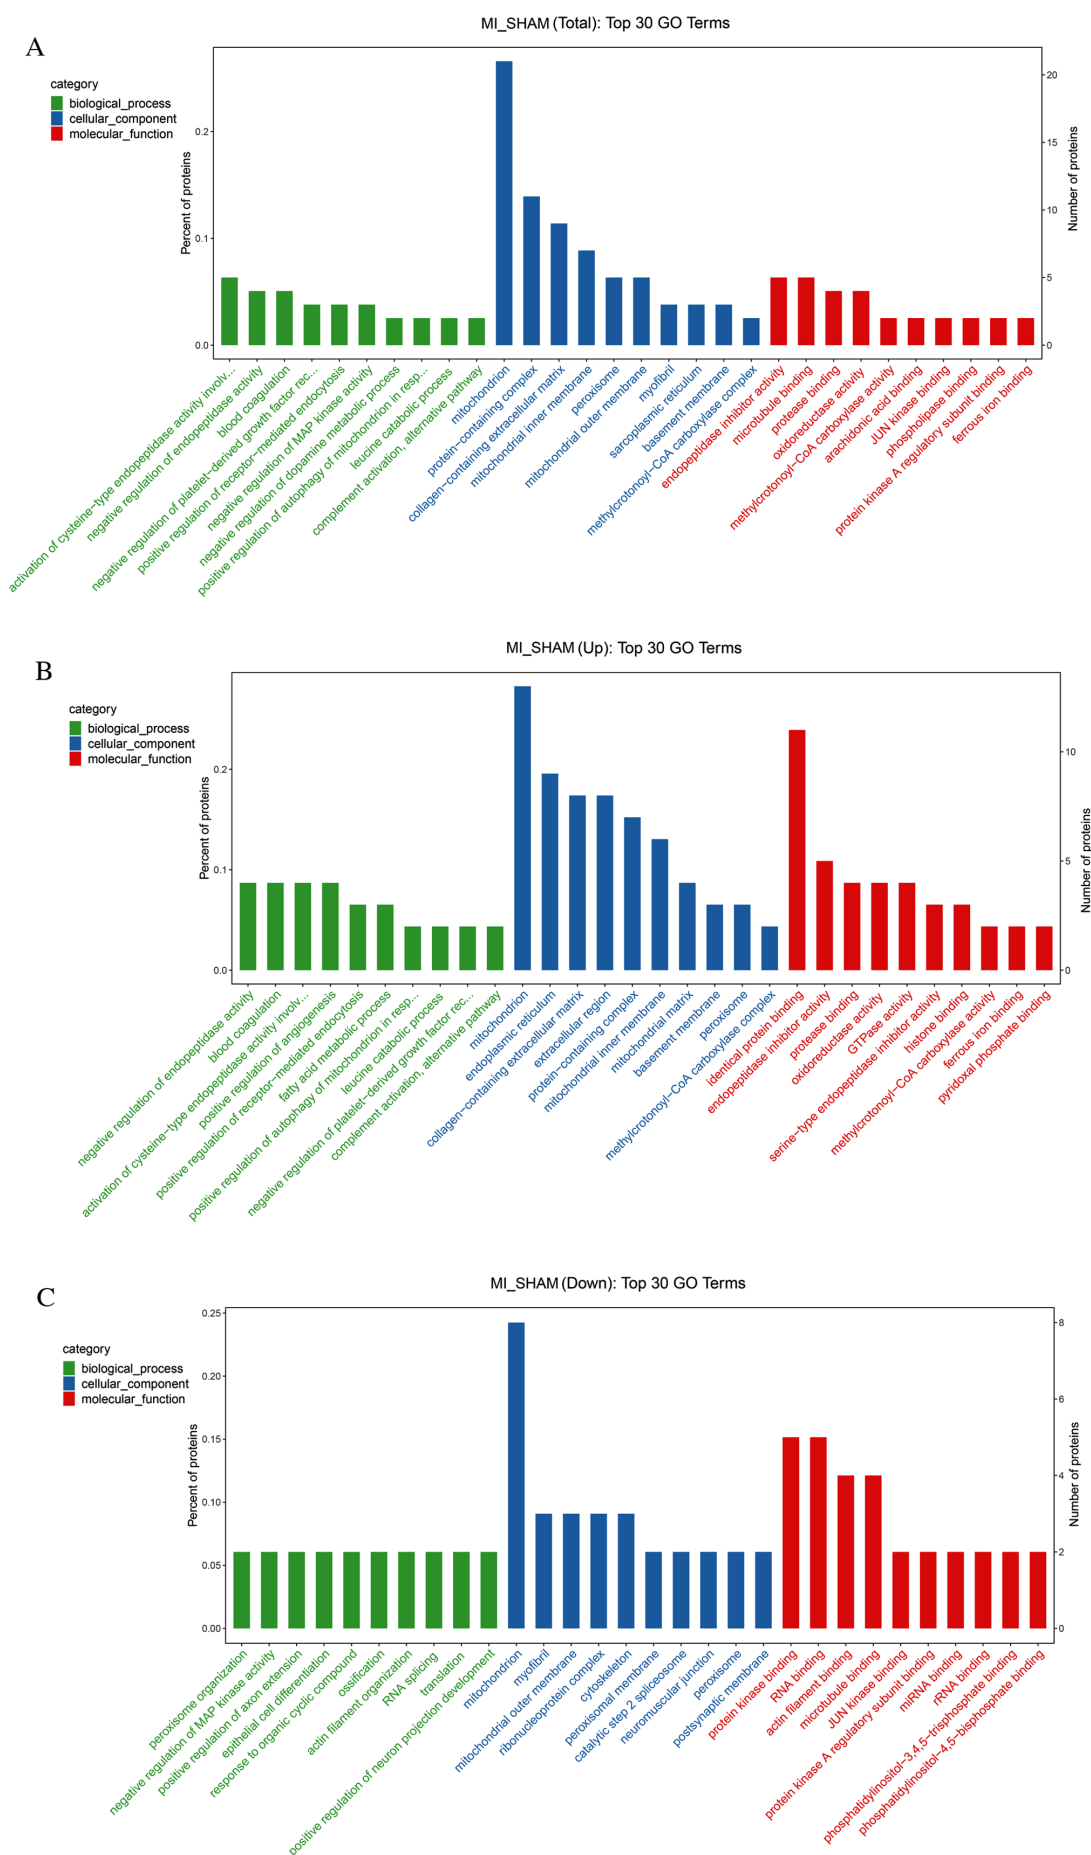 MI_SHAM (Total): Top 30 GO Terms
A
category
biological_process
cellular_component
molecular_function
Percent of proteins
0.2
0.1
0.0
Number of proteins
20
15
10
5
0
activation of cysteine−type endopeptidase activity involv...
negative regulation of endopeptidase activity
blood coagulation
negative regulation of platelet−derived growth factor rec...
positive regulation of receptor−mediated endocytosis
negative regulation of MAP kinase activity
negative regulation of dopamine metabolic process
positive regulation of autophagy of mitochondrion in resp...
leucine catabolic process
complement activation, alternative pathway
mitochondrion
protein−containing complex
collagen−containing extracellular matrix
mitochondrial inner membrane
peroxisome
mitochondrial outer membrane
myofibril
sarcoplasmic reticulum
basement membrane
methylcrotonoyl−CoA carboxylase complex
endopeptidase inhibitor activity
microtubule binding
protease binding
oxidoreductase activity
methylcrotonoyl−CoA carboxylase activity
arachidonic acid binding
JUN kinase binding
phospholipase binding
protein kinase A regulatory subunit binding
ferrous iron binding
MI_SHAM (Up): Top 30 GO Terms
B
category
biological_process
cellular_component
molecular_function
Percent of proteins
0.2
0.1
0.0
Number of proteins
10
5
0
negative regulation of endopeptidase activity
blood coagulation
activation of cysteine−type endopeptidase activity involv...
positive regulation of angiogenesis
positive regulation of receptor−mediated endocytosis
fatty acid metabolic process
positive regulation of autophagy of mitochondrion in resp...
leucine catabolic process
negative regulation of platelet−derived growth factor rec...
complement activation, alternative pathway
mitochondrion
endoplasmic reticulum
collagen−containing extracellular matrix
extracellular region
protein−containing complex
mitochondrial inner membrane
mitochondrial matrix
basement membrane
peroxisome
methylcrotonoyl−CoA carboxylase complex
identical protein binding
endopeptidase inhibitor activity
protease binding
oxidoreductase activity
GTPase activity
serine−type endopeptidase inhibitor activity
histone binding
methylcrotonoyl−CoA carboxylase activity
ferrous iron binding
pyridoxal phosphate binding
MI_SHAM (Down): Top 30 GO Terms
C
category
biological_process
cellular_component
molecular_function
Percent of proteins
0.25
0.20
0.15
0.10
0.05
0.00
Number of proteins
8
6
4
2
0
peroxisome organization
negative regulation of MAP kinase activity
positive regulation of axon extension
epithelial cell differentiation
response to organic cyclic compound
ossification
actin filament organization
RNA splicing
translation
positive regulation of neuron projection development
mitochondrion
myofibril
mitochondrial outer membrane
ribonucleoprotein complex
cytoskeleton
peroxisomal membrane
catalytic step 2 spliceosome
neuromuscular junction
peroxisome
postsynaptic membrane
protein kinase binding
RNA binding
actin filament binding
microtubule binding
JUN kinase binding
protein kinase A regulatory subunit binding
miRNA binding
rRNA binding
phosphatidylinositol−3,4,5−trisphosphate binding
phosphatidylinositol−4,5−bisphosphate binding